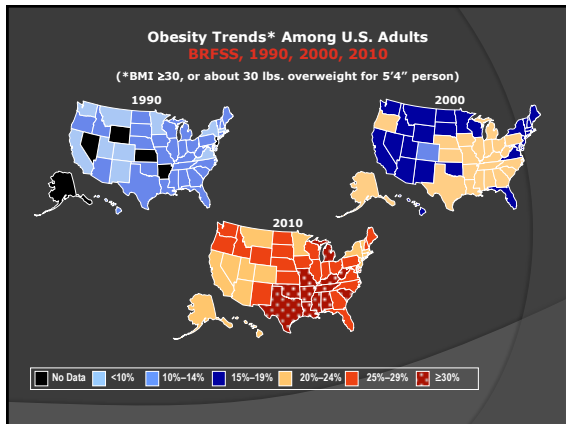 Obesity Trends* Among U.S. Adults
BRFSS, 1990, 2000, 2010
(*BMI ≥30, or about 30 lbs. overweight for 5’4” person)
1990
2000
2010
No Data <10% 10%–14% 15%–19% 20%–24% 25%–29% ≥30%